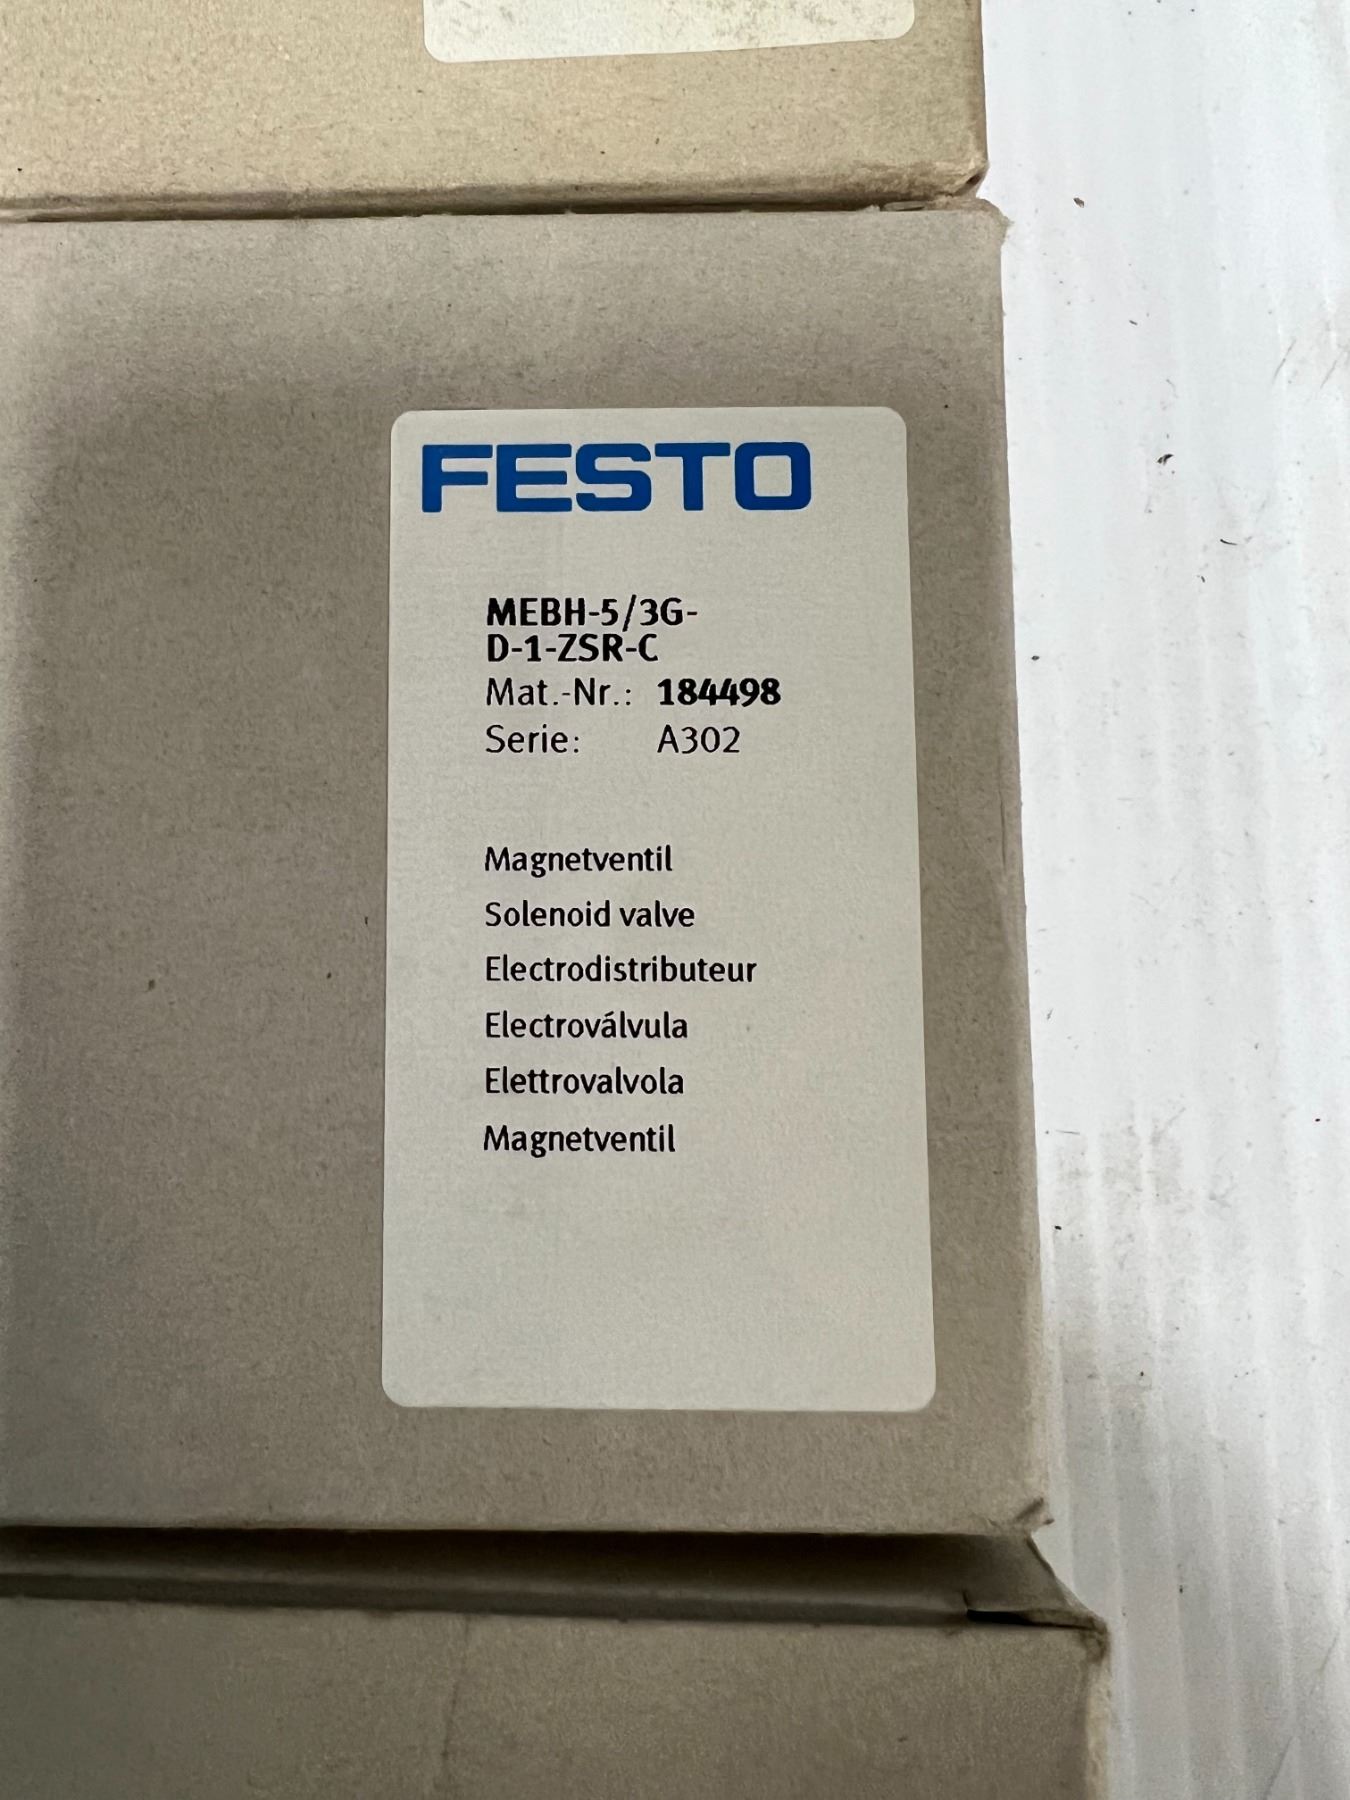 FESTO
MEBH-5/3G-
D-1-ZSR-C
Mat.-Nr.: 184498
Serie: A302
Magnetventil
Solenoid valve
Electrodistributeur
Electroválvula
Elettrovalvola
Magnetventil